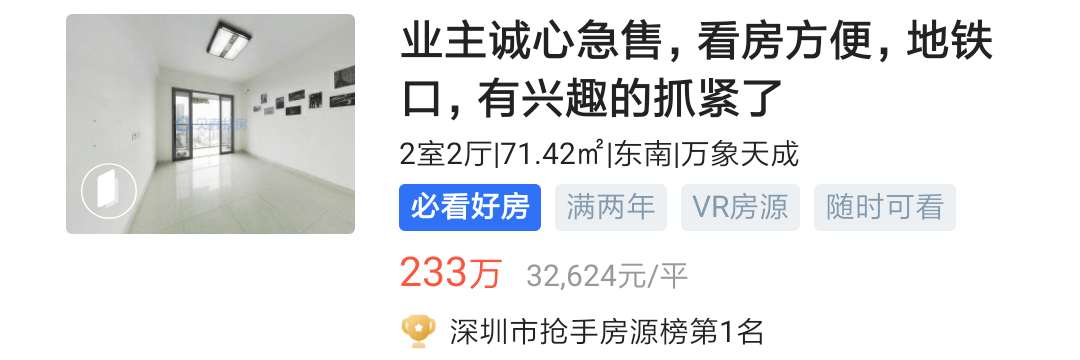 业主诚心急售，看房方便，地铁
口，有兴趣的抓紧了
2室2厅|71.42㎡|东南|万象天成
必看好房 满两年 VR房源 随时可看
233万 32,624元/平
深圳市抢手房源榜第1名